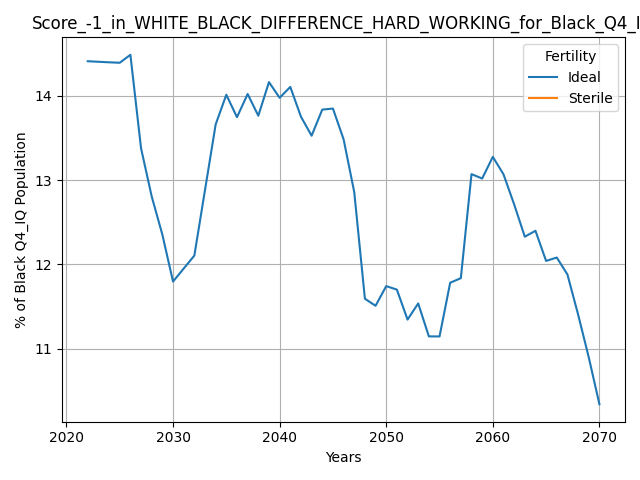 Score_-1_in_WHITE_BLACK_DIFFERENCE_HARD_WORKING_for_Black_Q4_I
Fertility
Ideal
Sterile
% of Black Q4_IQ Population
14
13
12
11
2020 2030 2040 2050 2060 2070
Years